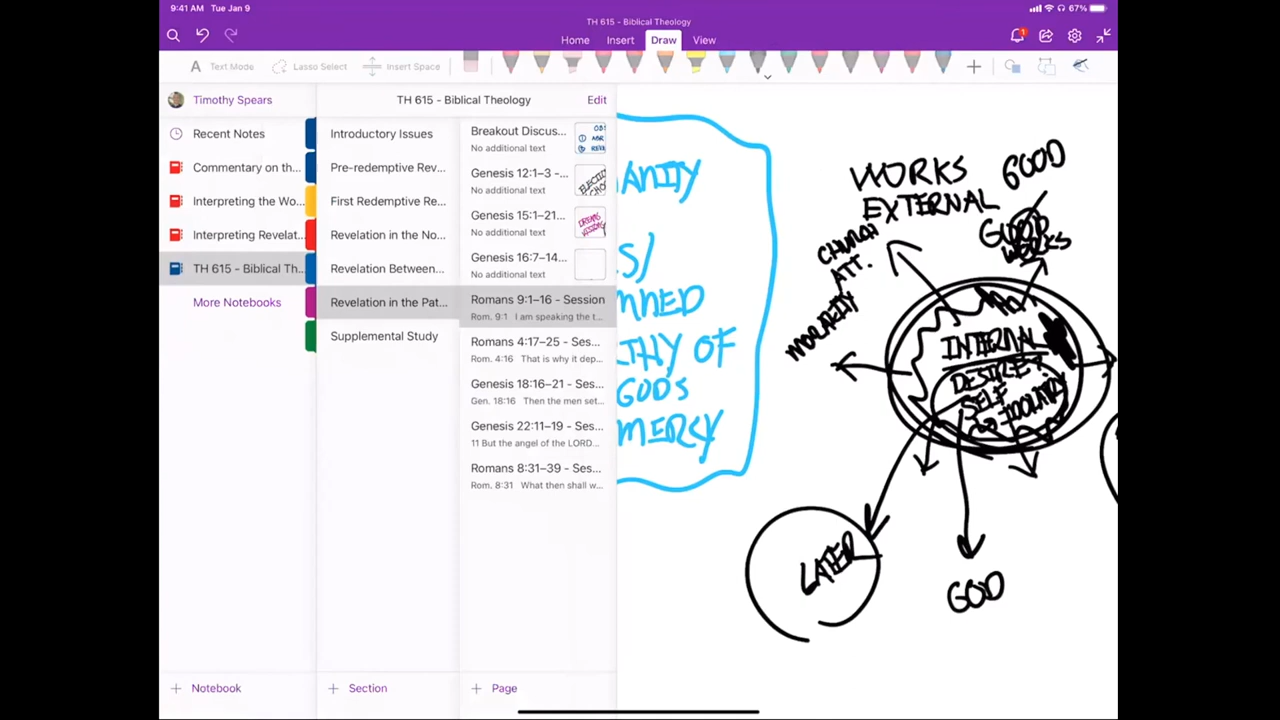 9:41 AM Tue Jan 9
67%
TH 615 - Biblical Theology
Home Insert Draw View
1
A Text Mode Lasso Select Insert Space
Timothy Spears
TH 615 - Biblical Theology
Edit
Recent Notes
Commentary on th...
Interpreting the Wo...
Interpreting Revelat...
TH 615 - Biblical Th...
More Notebooks
Introductory Issues
Pre-redemptive Rev...
First Redemptive Re...
Revelation in the No...
Revelation Between...
Revelation in the Pat...
Supplemental Study
Breakout Discus...
No additional text
Genesis 12:1–3 -...
No additional text
Genesis 15:1–21...
No additional text
Genesis 16:7–14...
No additional text
Romans 9:1–16 - Session
Rom. 9:1 I am speaking the t...
Romans 4:17–25 - Ses...
Rom. 4:16 That is why it dep...
Genesis 18:16–21 - Ses...
Gen. 18:16 Then the men set...
Genesis 22:11–19 - Ses...
11 But the angel of the LORD...
Romans 8:31–39 - Ses...
Rom. 8:31 What then shall w...
+ Notebook
+ Section
+ Page
ANITY
S/
NED
THY OF
GOD'S
MERCY
WORKS
EXTERNAL
GOOD
WORKS
CHURCH
ATT.
MORALITY
INTERNAL
DESIRES
SELF
IDOLATRY
LATER
GOD